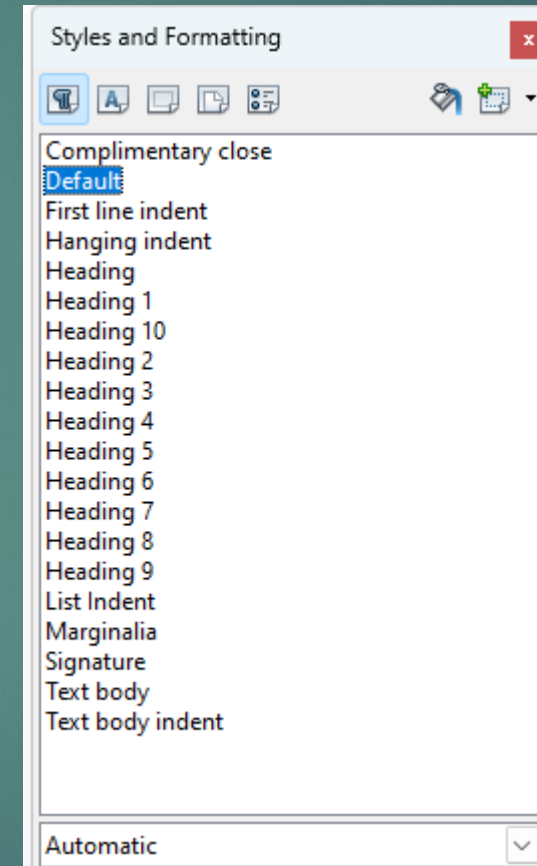 Styles and Formatting
Complimentary close
Default
First line indent
Hanging indent
Heading
Heading 1
Heading 10
Heading 2
Heading 3
Heading 4
Heading 5
Heading 6
Heading 7
Heading 8
Heading 9
List Indent
Marginalia
Signature
Text body
Text body indent
Automatic